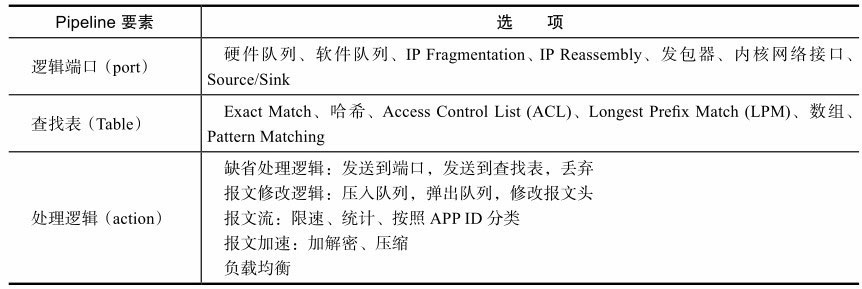 Pipeline 要素
选 项
逻辑端口（port）
硬件队列、软件队列、IP Fragmentation、IP Reassembly、发包器、内核网络接口、
Source/Sink
查找表（Table）
Exact Match、哈希、Access Control List (ACL)、Longest Prefix Match (LPM)、数组、
Pattern Matching
处理逻辑（action）
缺省处理逻辑：发送到端口，发送到查找表，丢弃
报文修改逻辑：压入队列，弹出队列，修改报文头
报文流：限速、统计、按照 APP ID 分类
报文加速：加解密、压缩
负载均衡